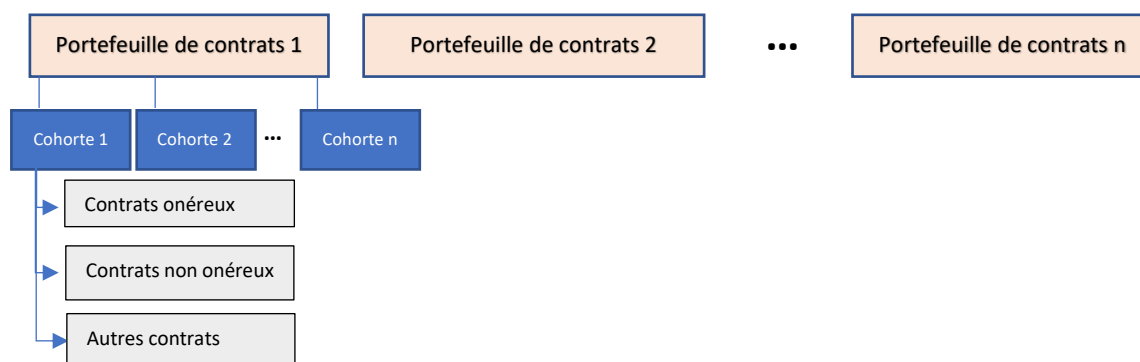 Portefeuille de contrats 1
Portefeuille de contrats 2
...
Portefeuille de contrats n
Cohorte 1
Cohorte 2
...
Cohorte n
Contrats onéreux
Contrats non onéreux
Autres contrats